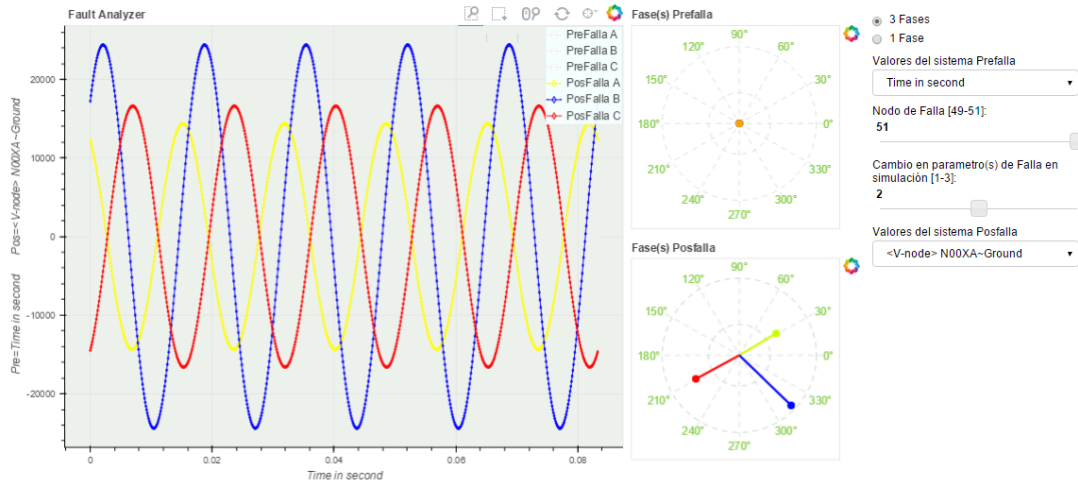 Fault Analyzer
PreFalla A
PreFalla B
PreFalla C
PosFalla A
PosFalla B
PosFalla C
20000
10000
0
-10000
-20000
Pre=Time in second      Pos=< V-node> N00XA~Ground
0
0.02
0.04
0.06
0.08
Time in second
Fase(s) Prefalla
90°
120°
60°
150°
30°
180°
0°
210°
330°
240°
300°
270°
Fase(s) Posfalla
90°
120°
60°
150°
30°
180°
0°
210°
330°
240°
300°
270°
3 Fases
1 Fase
Valores del sistema Prefalla
Time in second
Nodo de Falla [49-51]:
51
Cambio en parametro(s) de Falla en
simulación [1-3]:
2
Valores del sistema Posfalla
<V-node> N00XA~Ground